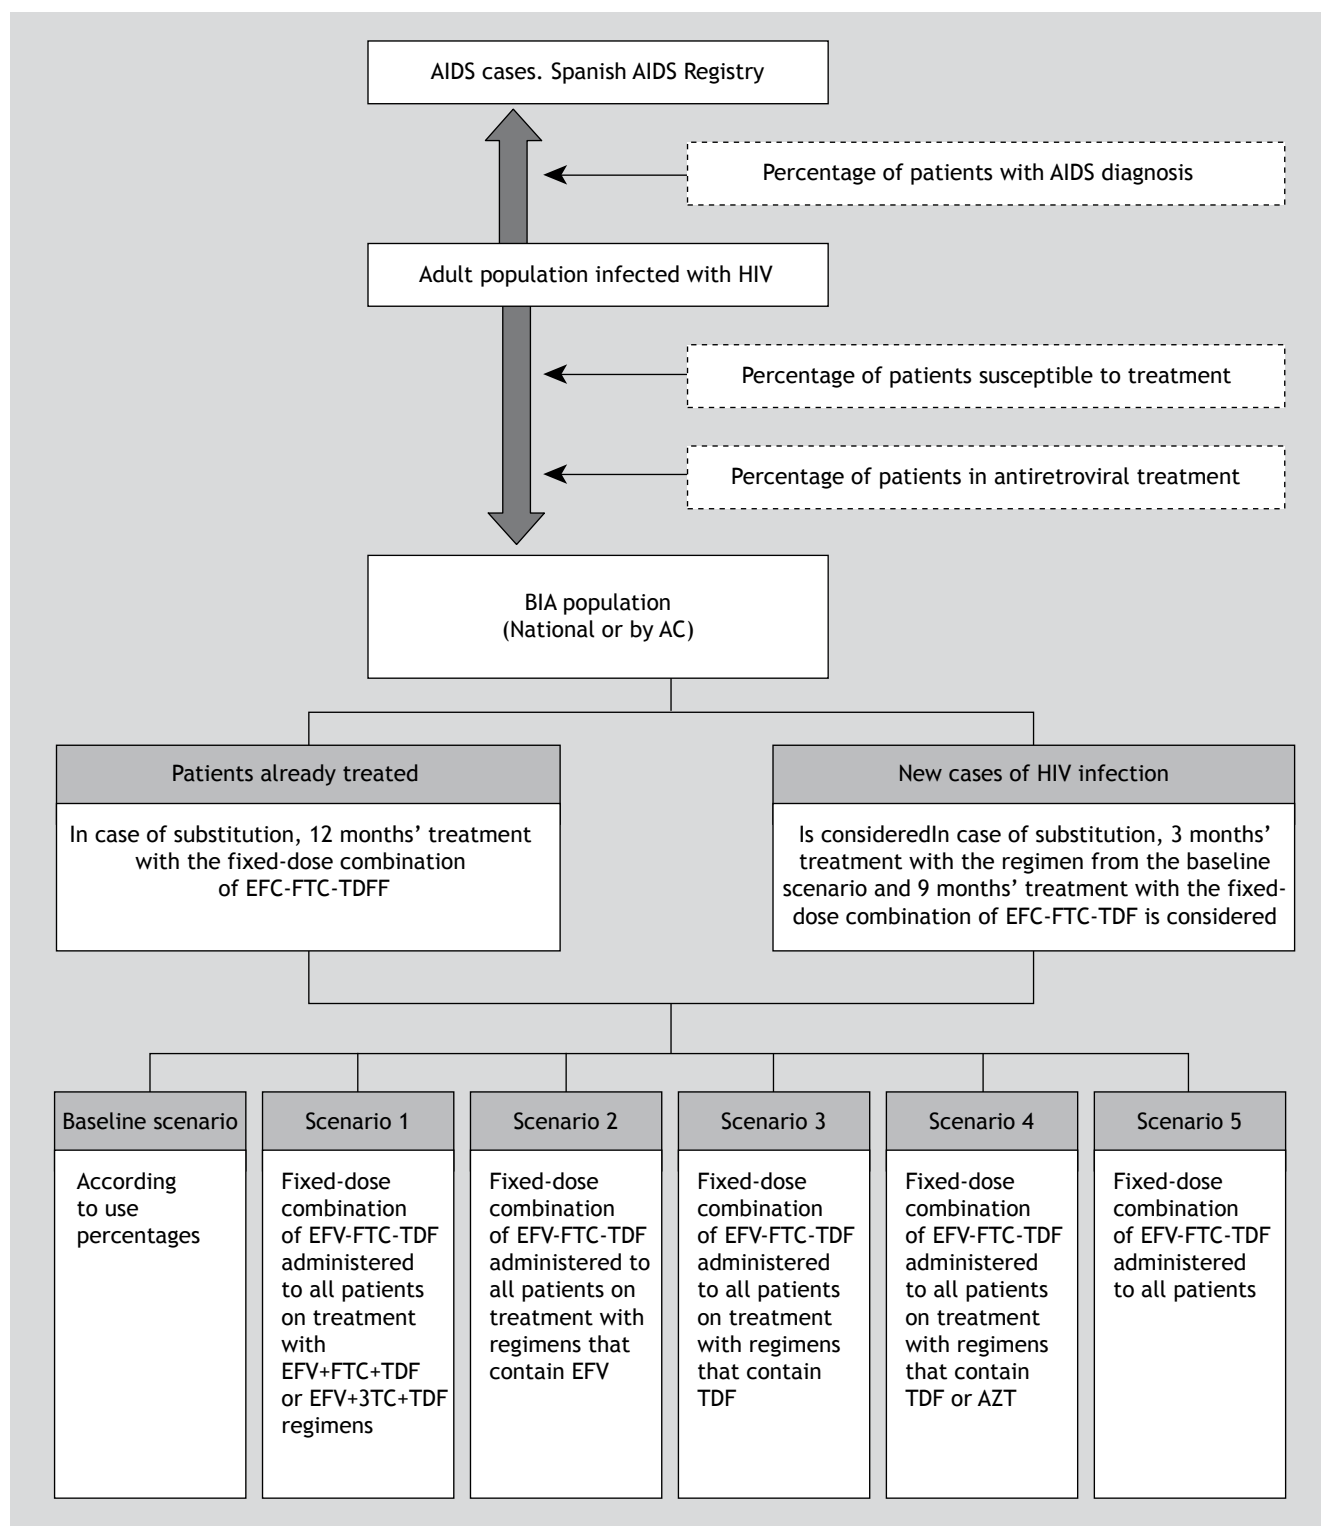 AIDS cases. Spanish AIDS Registry
Percentage of patients with AIDS diagnosis
Adult population infected with HIV
Percentage of patients susceptible to treatment
Percentage of patients in antiretroviral treatment
BIA population
(National or by AC)
Patients already treated
In case of substitution, 12 months’ treatment
with the fixed-dose combination
of EFC-FTC-TDFF
New cases of HIV infection
Is consideredIn case of substitution, 3 months’
treatment with the regimen from the baseline
scenario and 9 months’ treatment with the fixed-
dose combination of EFC-FTC-TDF is considered
Baseline scenario
According
to use
percentages
Scenario 1
Fixed-dose
combination
of EFV-FTC-TDF
administered
to all patients
on treatment
with
EFV+FTC+TDF
or EFV+3TC+TDF
regimens
Scenario 2
Fixed-dose
combination
of EFV-FTC-TDF
administered to
all patients on
treatment with
regimens that
contain EFV
Scenario 3
Fixed-dose
combination
of EFV-FTC-TDF
administered
to all patients
on treatment
with regimens
that contain
TDF
Scenario 4
Fixed-dose
combination
of EFV-FTC-TDF
administered
to all patients
on treatment
with regimens
that contain
TDF or AZT
Scenario 5
Fixed-dose
combination
of EFV-FTC-TDF
administered
to all patients